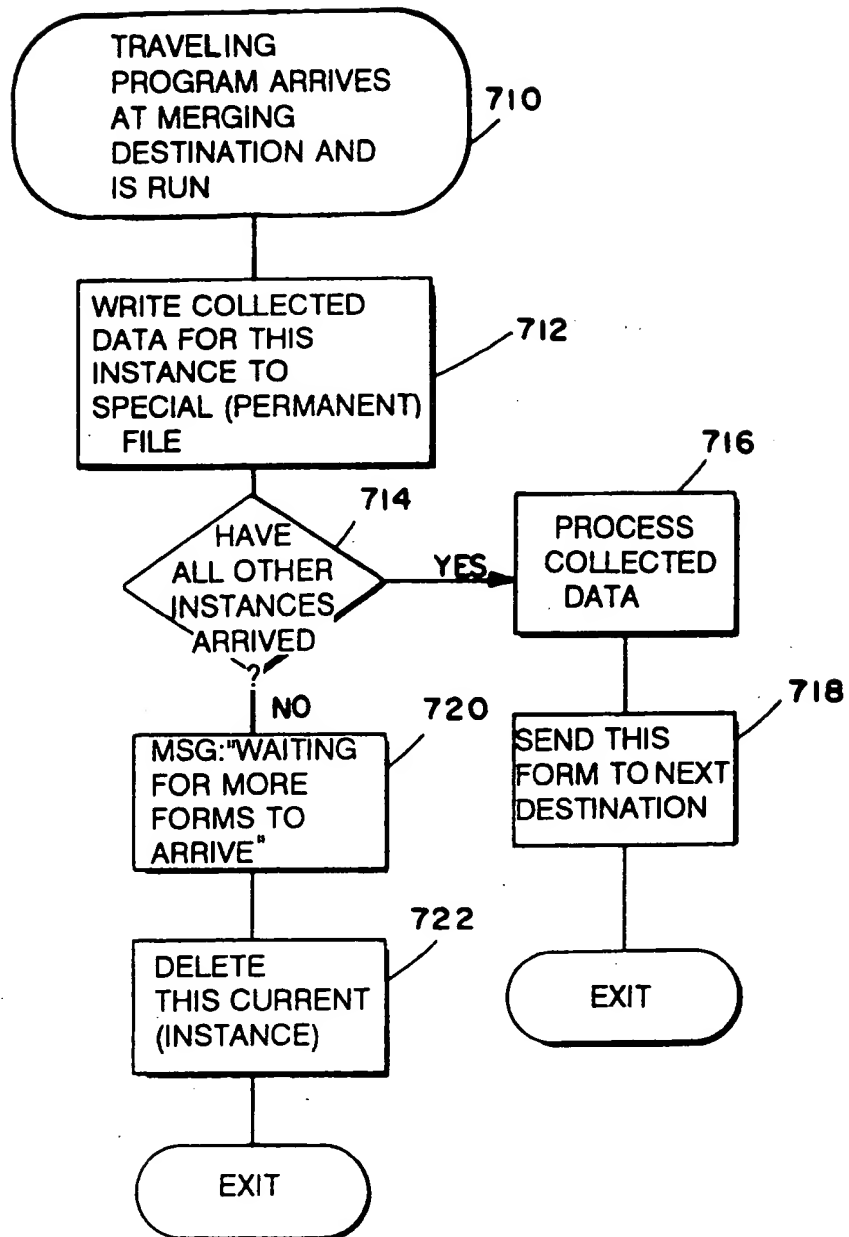 TRAVELING
PROGRAM ARRIVES
AT MERGING
DESTINATION AND
IS RUN
710
WRITE COLLECTED
DATA FOR THIS
INSTANCE TO
SPECIAL (PERMANENT)
FILE
712
HAVE
ALL OTHER
INSTANCES
ARRIVED
?
714
YES
NO
PROCESS
COLLECTED
DATA
716
SEND THIS
FORM TO NEXT
DESTINATION
718
EXIT
MSG:"WAITING
FOR MORE
FORMS TO
ARRIVE"
720
DELETE
THIS CURRENT
(INSTANCE)
722
EXIT